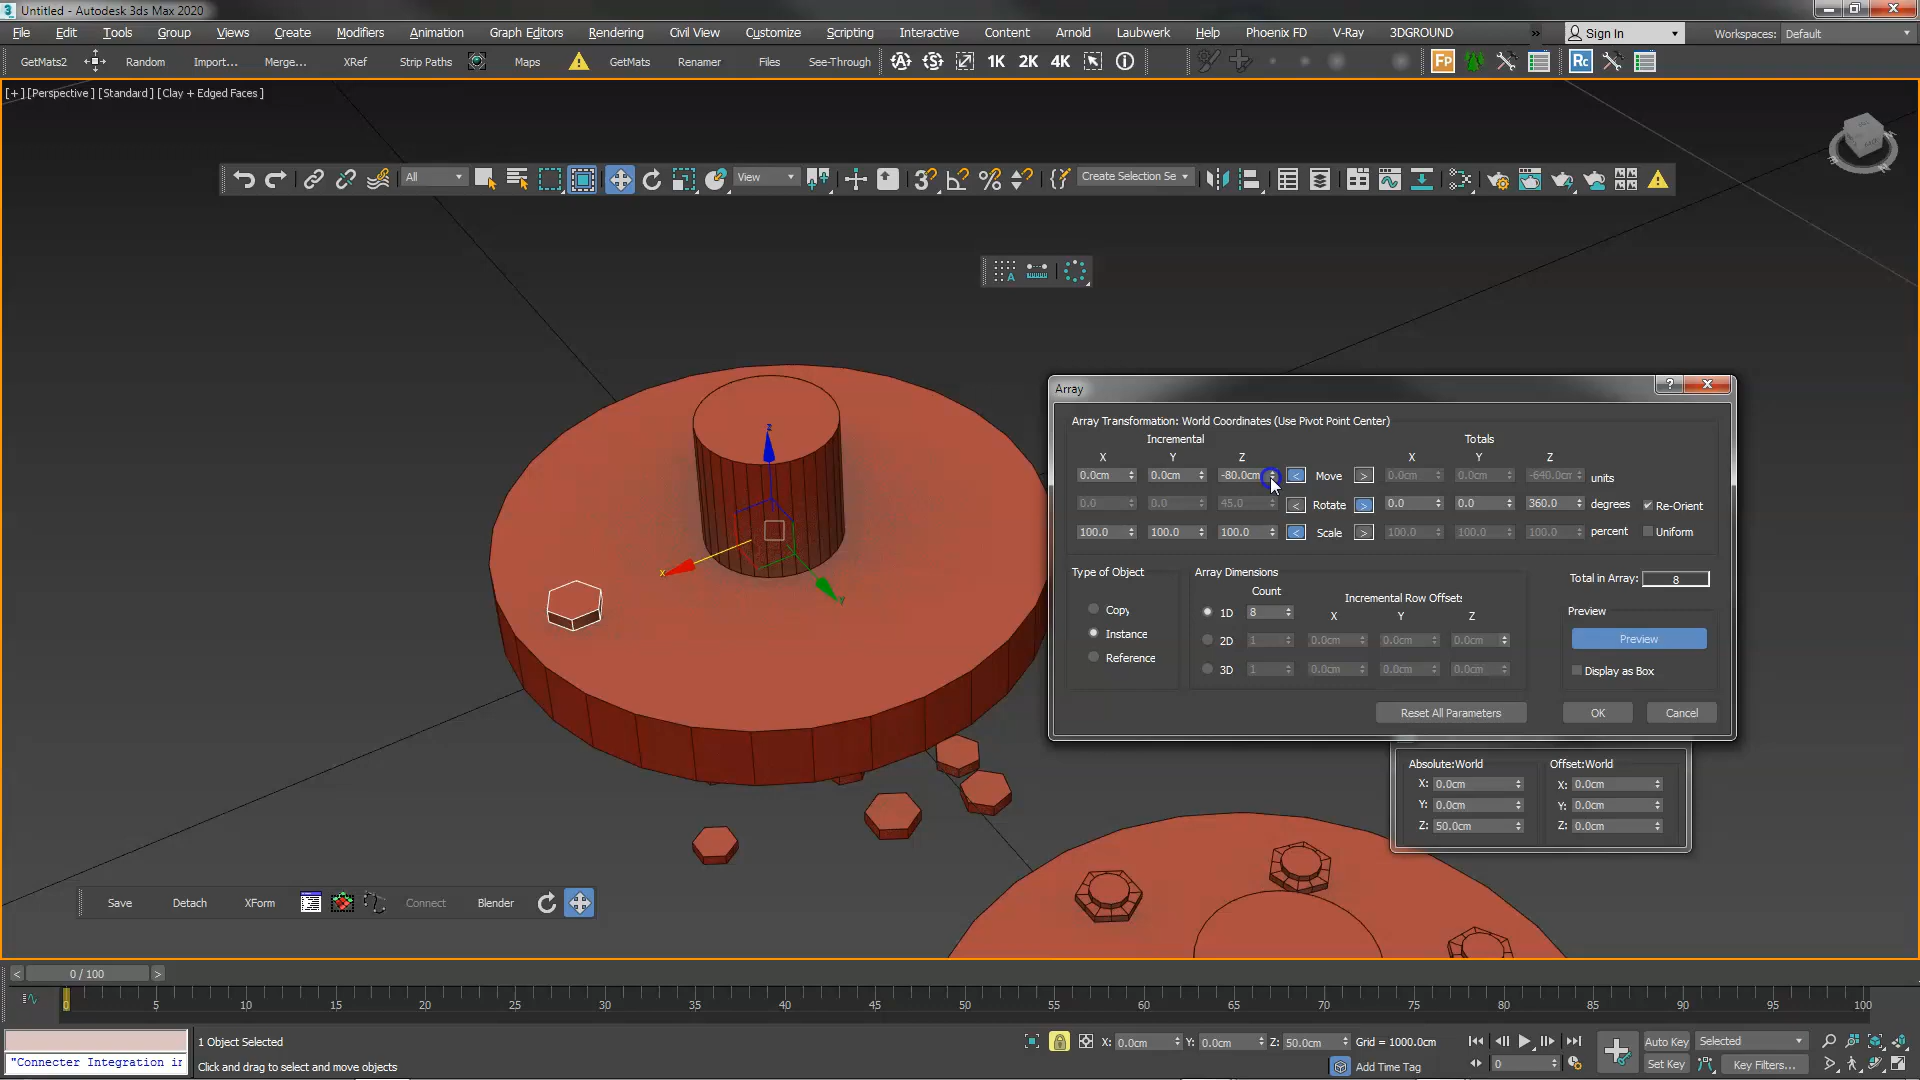 Untitled - Autodesk 3ds Max 2020
File Edit Tools Group Views Create Modifiers Animation Graph Editors Rendering Civil View Customize Scripting Interactive Content Arnold Laubwerk Help Phoenix FD V-Ray 3DGROUND » Sign In Workspaces: Default
GetMats2 Random Import... Merge... XRef Strip Paths Maps GetMats Renamer Files See-Through 1K 2K 4K Fp Rc
[+] [Perspective ] [Standard ] [Clay + Edged Faces ]
All View Create Selection Se
Array
Array Transformation: World Coordinates (Use Pivot Point Center)
Incremental Totals
X Y Z X Y Z
0.0cm 0.0cm -80.0cm < Move > 0.0cm 0.0cm -640.0cm units
0.0 0.0 45.0 < Rotate > 0.0 0.0 360.0 degrees Re-Orient
100.0 100.0 100.0 < Scale > 100.0 100.0 100.0 percent Uniform
Type of Object Array Dimensions Total in Array: 8
Count Incremental Row Offsets
Copy 1D 8 X Y Z Preview
Instance 2D 1 0.0cm 0.0cm 0.0cm Preview
Reference 3D 1 0.0cm 0.0cm 0.0cm Display as Box
Reset All Parameters OK Cancel
Absolute:World Offset:World
X: 0.0cm X: 0.0cm
Y: 0.0cm Y: 0.0cm
Z: 50.0cm Z: 0.0cm
z
x
y
Save Detach XForm Connect Blender
< 0 / 100 >
0 5 10 15 20 25 30 35 40 45 50 55 60 65 70 75 80 85 90 95 100
1 Object Selected X: 0.0cm Y: 0.0cm Z: 50.0cm Grid = 1000.0cm Auto Key Selected
"Connecter Integration in Click and drag to select and move objects Add Time Tag 0 Set Key Key Filters...